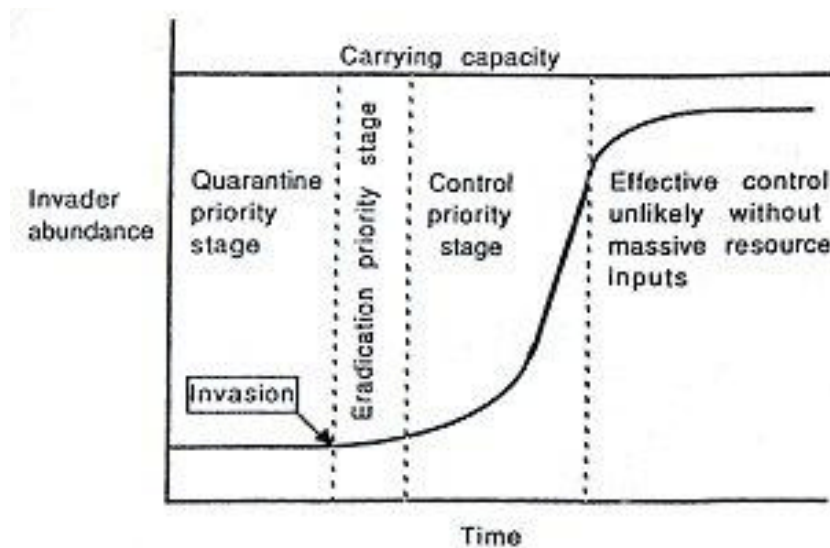 Carrying capacity
Invader
abundance
Quarantine
priority
stage
Eradication priority stage
Control
priority
stage
Effective control
unlikely without
massive resource
inputs
Invasion
Time